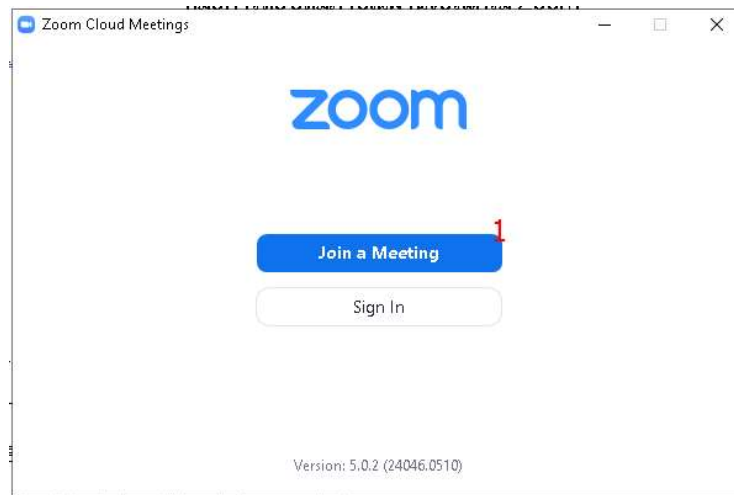 Zoom Cloud Meetings
zoom
1
Join a Meeting
Sign In
Version: 5.0.2 (24046.0510)